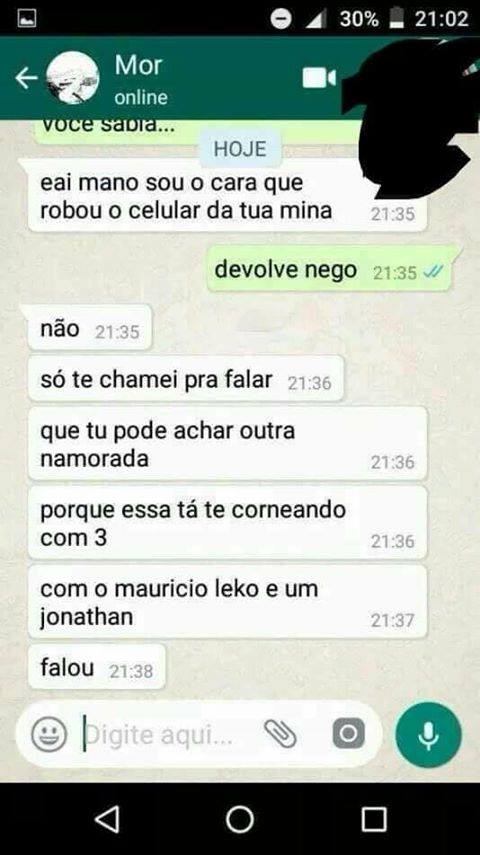 30% 21:02
Mor
online
Você sabia...
HOJE
eai mano sou o cara que
robou o celular da tua mina 21:35
devolve nego 21:35
não 21:35
só te chamei pra falar 21:36
que tu pode achar outra
namorada 21:36
porque essa tá te corneando
com 3 21:36
com o mauricio leko e um
jonathan 21:37
falou 21:38
Digite aqui...